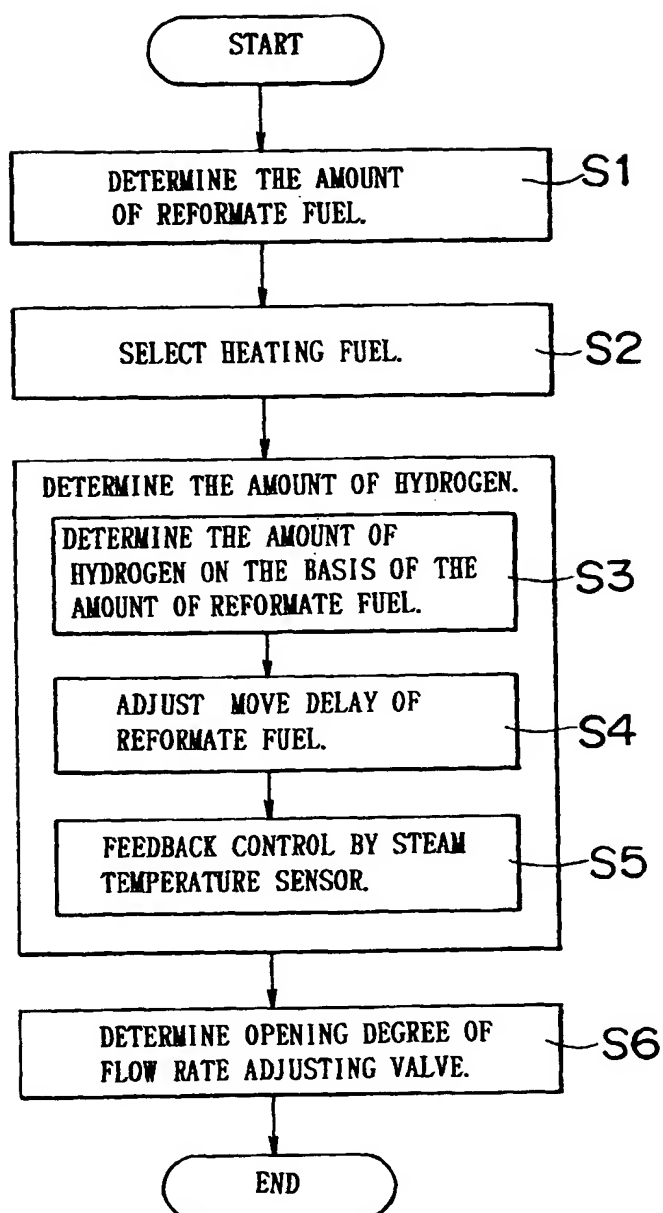 START
DETERMINE THE AMOUNT
OF REFORMATE FUEL.
S1
SELECT HEATING FUEL.
S2
DETERMINE THE AMOUNT OF HYDROGEN.
DETERMINE THE AMOUNT OF
HYDROGEN ON THE BASIS OF THE
AMOUNT OF REFORMATE FUEL.
S3
ADJUST MOVE DELAY OF
REFORMATE FUEL.
S4
FEEDBACK CONTROL BY STEAM
TEMPERATURE SENSOR.
S5
DETERMINE OPENING DEGREE OF
FLOW RATE ADJUSTING VALVE.
S6
END